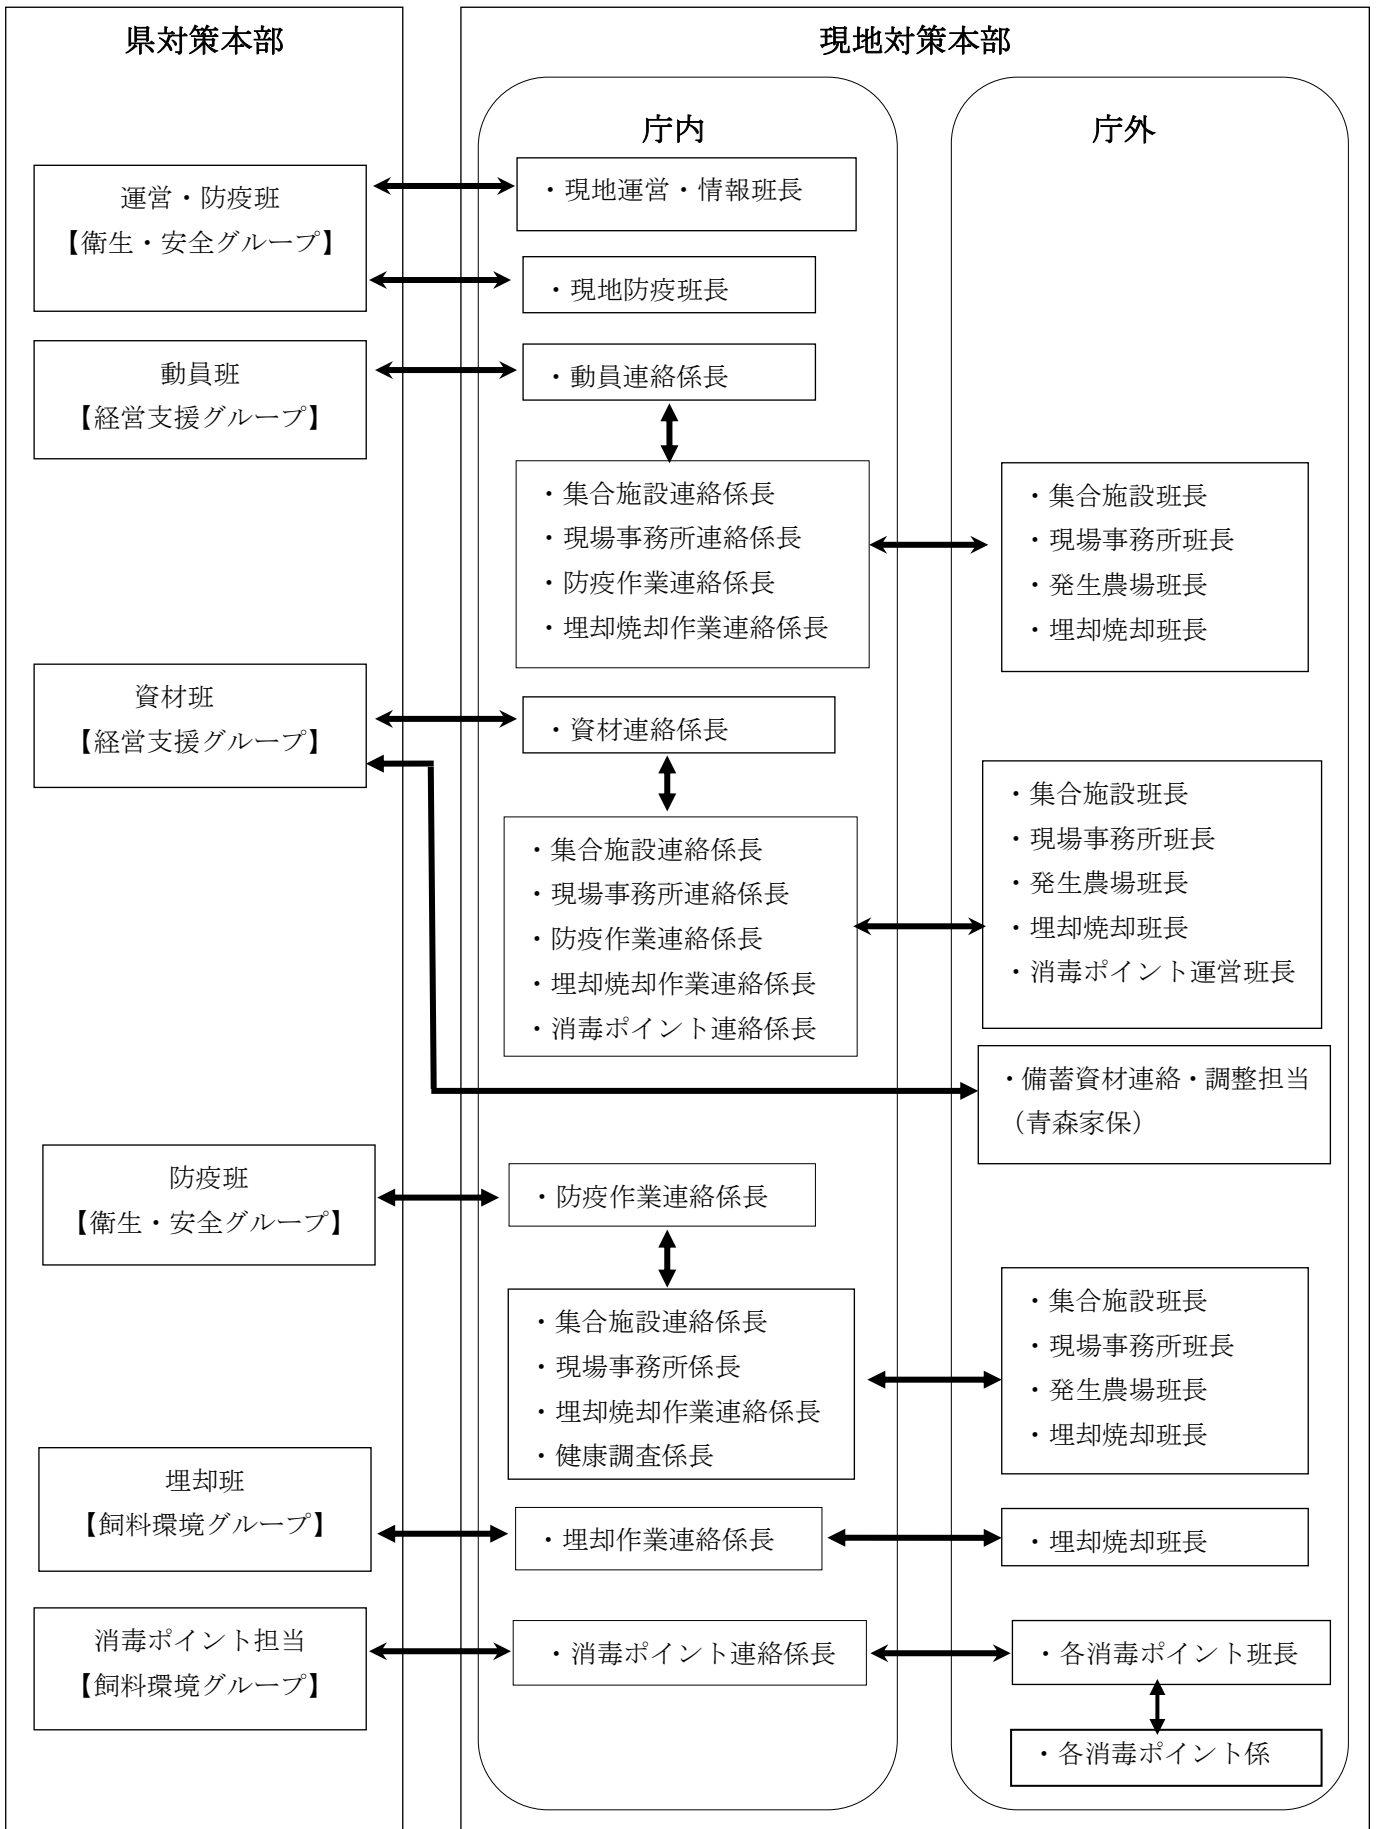 県対策本部
現地対策本部
庁内
庁外
運営・防疫班
【衛生・安全グループ】
・現地運営・情報班長
・現地防疫班長
動員班
【経営支援グループ】
・動員連絡係長
・集合施設連絡係長
・現場事務所連絡係長
・防疫作業連絡係長
・埋却焼却作業連絡係長
・集合施設班長
・現場事務所班長
・発生農場班長
・埋却焼却班長
資材班
【経営支援グループ】
・資材連絡係長
・集合施設連絡係長
・現場事務所連絡係長
・防疫作業連絡係長
・埋却焼却作業連絡係長
・消毒ポイント連絡係長
・集合施設班長
・現場事務所班長
・発生農場班長
・埋却焼却班長
・消毒ポイント運営班長
・備蓄資材連絡・調整担当
（青森家保）
防疫班
【衛生・安全グループ】
・防疫作業連絡係長
・集合施設連絡係長
・現場事務所係長
・埋却焼却作業連絡係長
・健康調査係長
・集合施設班長
・現場事務所班長
・発生農場班長
・埋却焼却班長
埋却班
【飼料環境グループ】
・埋却作業連絡係長
・埋却焼却班長
消毒ポイント担当
【飼料環境グループ】
・消毒ポイント連絡係長
・各消毒ポイント班長
・各消毒ポイント係